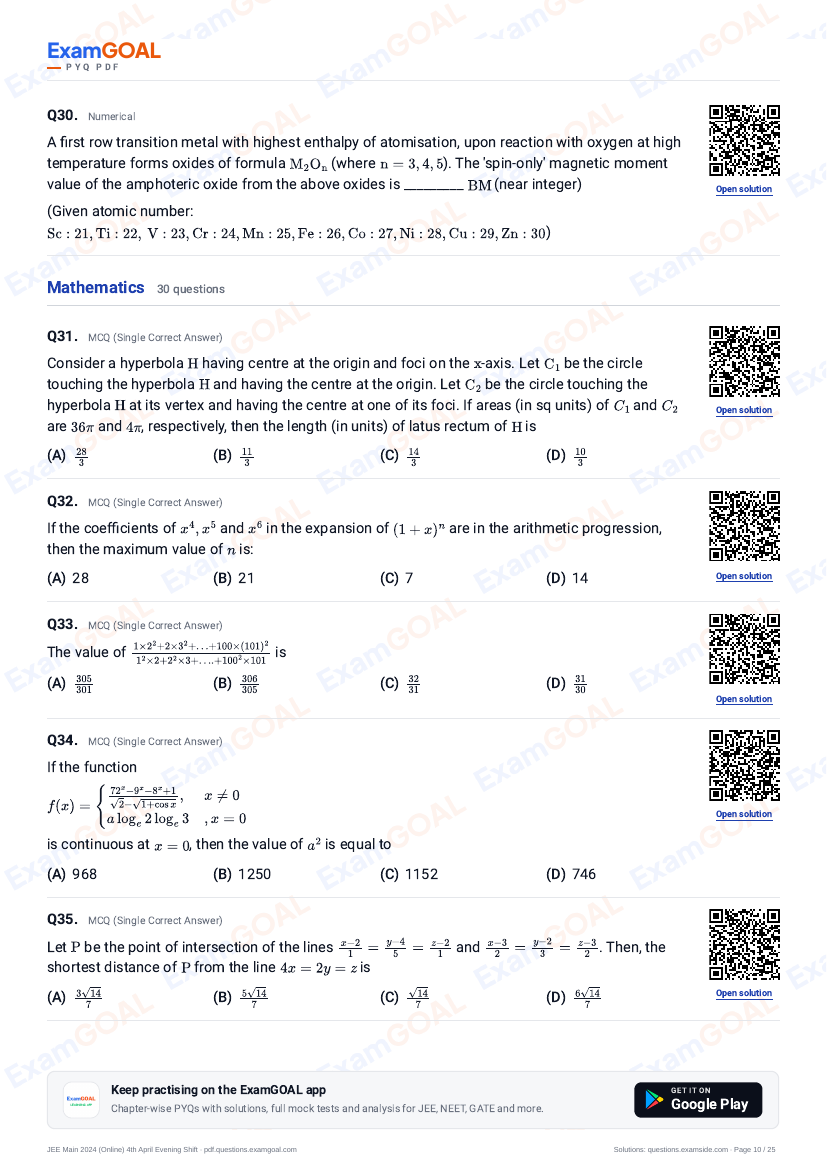 ExamGOAL
PYQ PDF
Q30. Numerical
A first row transition metal with highest enthalpy of atomisation, upon reaction with oxygen at high
temperature forms oxides of formula M₂Oₙ (where n = 3, 4, 5). The 'spin-only' magnetic moment
value of the amphoteric oxide from the above oxides is _________ BM (near integer)
Open solution
(Given atomic number:
Sc : 21, Ti : 22, V : 23, Cr : 24, Mn : 25, Fe : 26, Co : 27, Ni : 28, Cu : 29, Zn : 30)
Mathematics 30 questions
Q31. MCQ (Single Correct Answer)
Consider a hyperbola H having centre at the origin and foci on the x-axis. Let C₁ be the circle
touching the hyperbola H and having the centre at the origin. Let C₂ be the circle touching the
hyperbola H at its vertex and having the centre at one of its foci. If areas (in sq units) of C₁ and C₂
are 36π and 4π, respectively, then the length (in units) of latus rectum of H is
Open solution
(A) 28/3 (B) 11/3 (C) 14/3 (D) 10/3
Q32. MCQ (Single Correct Answer)
If the coefficients of x⁴, x⁵ and x⁶ in the expansion of (1 + x)ⁿ are in the arithmetic progression,
then the maximum value of n is:
(A) 28 (B) 21 (C) 7 (D) 14
Open solution
Q33. MCQ (Single Correct Answer)
The value of (1×2²+2×3²+…+100×(101)²)/(1²×2+2²×3+….+100²×101) is
(A) 305/301 (B) 306/305 (C) 32/31 (D) 31/30
Open solution
Q34. MCQ (Single Correct Answer)
If the function
f(x) = { (72ˣ−9ˣ−8ˣ+1)/(√2−√(1+cos x)), x ≠ 0
a logₑ 2 logₑ 3 , x = 0
Open solution
is continuous at x = 0, then the value of a² is equal to
(A) 968 (B) 1250 (C) 1152 (D) 746
Q35. MCQ (Single Correct Answer)
Let P be the point of intersection of the lines (x−2)/1 = (y−4)/5 = (z−2)/1 and (x−3)/2 = (y−2)/3 = (z−3)/2. Then, the
shortest distance of P from the line 4x = 2y = z is
(A) 3√14/7 (B) 5√14/7 (C) √14/7 (D) 6√14/7
Open solution
Keep practising on the ExamGOAL app
Chapter-wise PYQs with solutions, full mock tests and analysis for JEE, NEET, GATE and more.
GET IT ON
Google Play
JEE Main 2024 (Online) 4th April Evening Shift · pdf.questions.examgoal.com
Solutions: questions.examside.com · Page 10 / 25